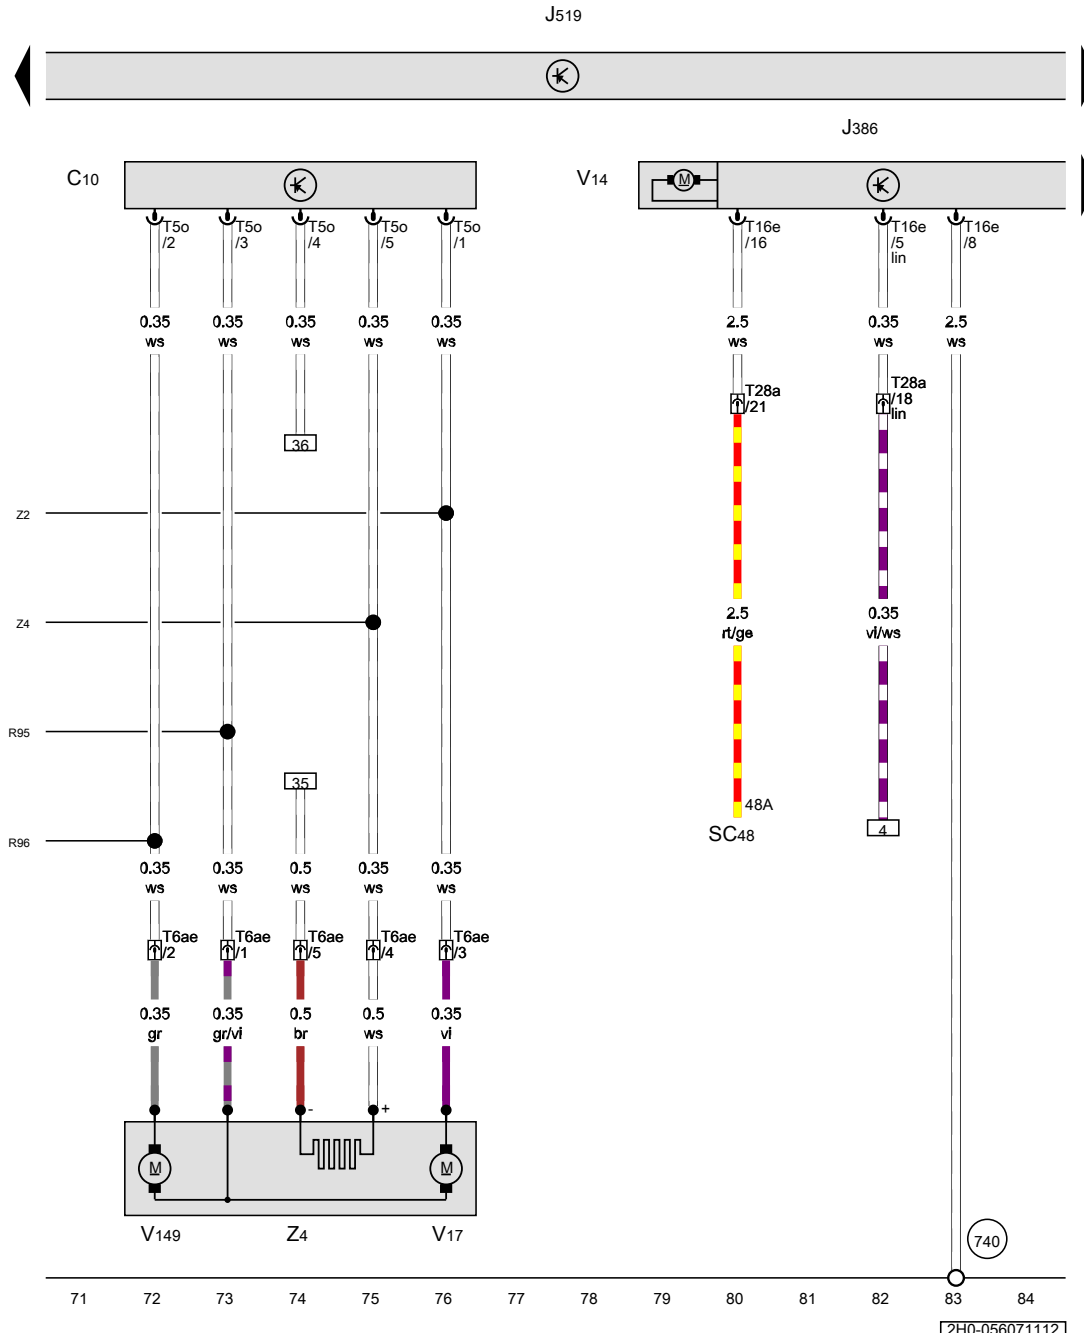 J519
J386
C10
V14
T5o
/2
T5o
/3
T5o
/4
T5o
/5
T5o
/1
T16e
/16
T16e
/5
lin
T16e
/8
0.35
ws
0.35
ws
0.35
ws
0.35
ws
0.35
ws
2.5
ws
0.35
ws
2.5
ws
T28a
/21
T28a
/18
lin
36
Z2
Z4
2.5
rt/ge
0.35
vi/ws
R95
35
48A
SC48
4
R96
0.35
ws
0.35
ws
0.5
ws
0.35
ws
0.35
ws
T6ae
/2
T6ae
/1
T6ae
/5
T6ae
/4
T6ae
/3
0.35
gr
0.35
gr/vi
0.5
br
0.5
ws
0.35
vi
-
+
M
M
M
V149
Z4
V17
740
71 72 73 74 75 76 77 78 79 80 81 82 83 84
2H0-056071112